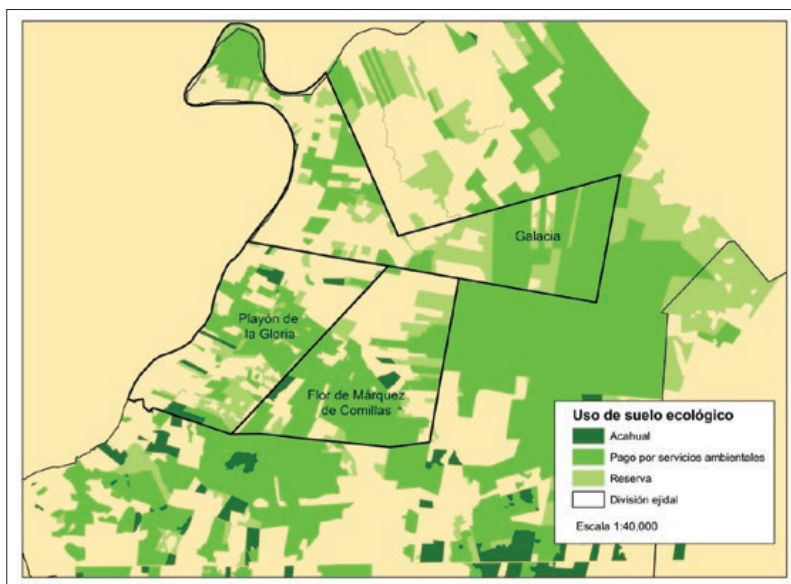 Galacia
Playón de
la Gloria
Flor de Márquez
de Comillas
Uso de suelo ecológico
Acahual
Pago por servicios ambientales
Reserva
División ejidal
Escala 1:40,000